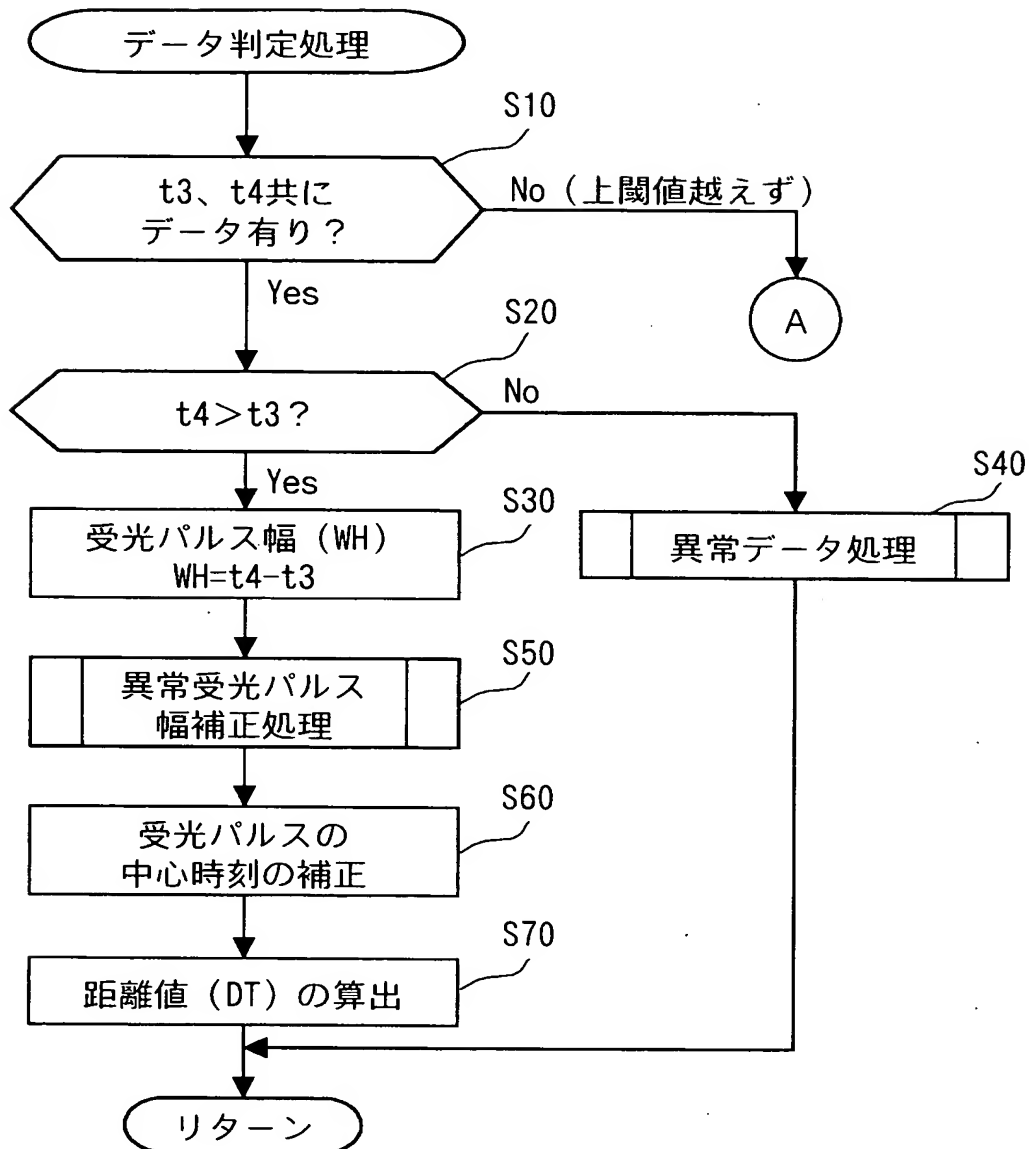 データ判定処理
S10
t3、t4共に
データ有り？
No（上閾値越えず）
A
Yes
S20
t4＞t3？
No
Yes
S30
受光パルス幅（WH）
WH=t4-t3
S40
異常データ処理
S50
異常受光パルス
幅補正処理
S60
受光パルスの
中心時刻の補正
S70
距離値（DT）の算出
リターン